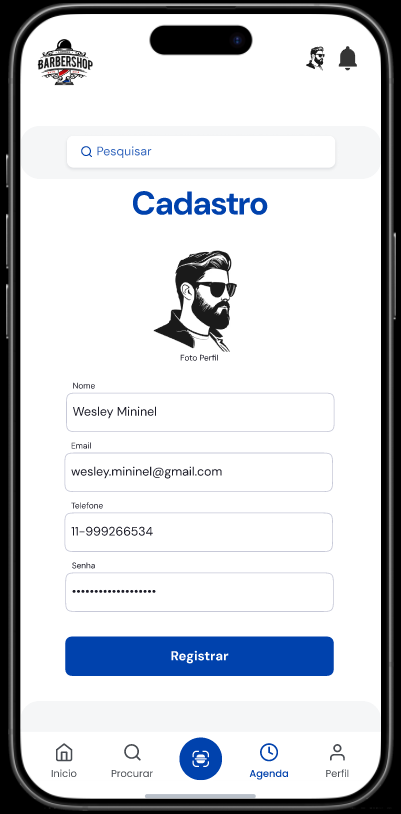 BARBERSHOP
Pesquisar
Cadastro
Foto Perfil
Nome
Wesley Mininel
Email
wesley.mininel@gmail.com
Telefone
11-999266534
Senha
•••••••••••••••••••
Registrar
Inicio
Procurar
Agenda
Perfil